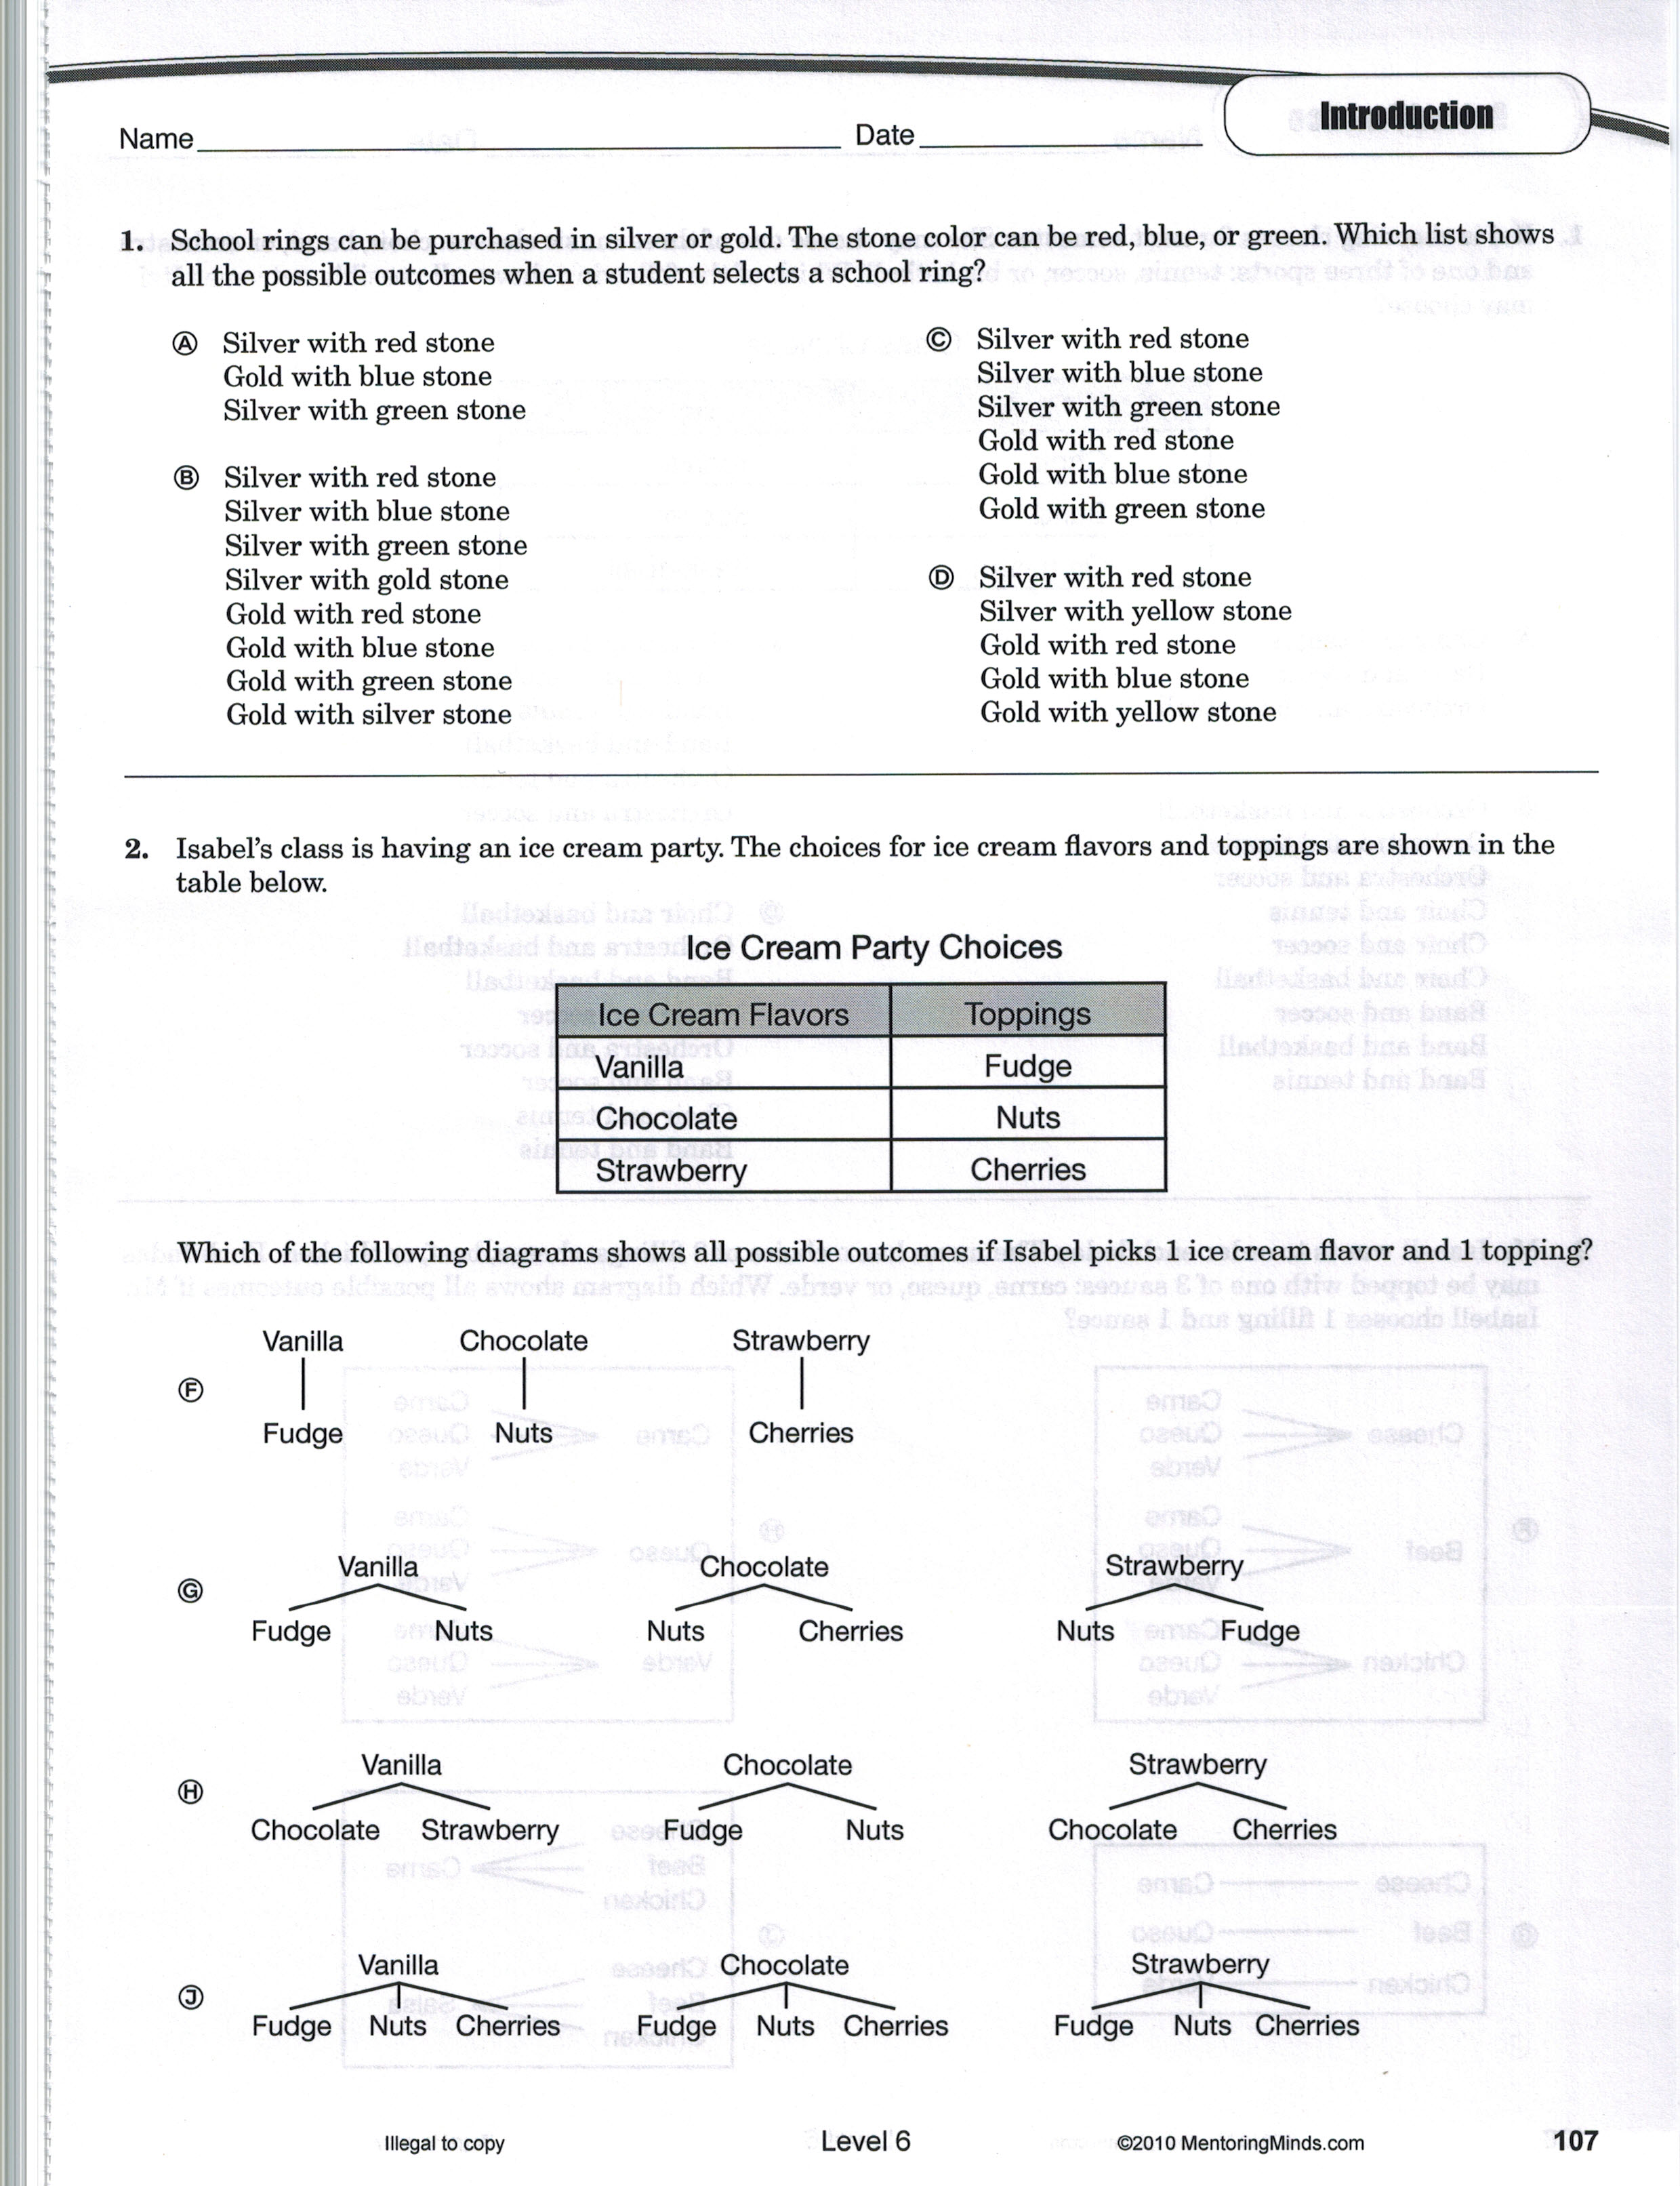 Introduction
Name Date
1. School rings can be purchased in silver or gold. The stone color can be red, blue, or green. Which list shows
all the possible outcomes when a student selects a school ring?
Ⓐ Silver with red stone
Gold with blue stone
Silver with green stone
Ⓑ Silver with red stone
Silver with blue stone
Silver with green stone
Silver with gold stone
Gold with red stone
Gold with blue stone
Gold with green stone
Gold with silver stone
Ⓒ Silver with red stone
Silver with blue stone
Silver with green stone
Gold with red stone
Gold with blue stone
Gold with green stone
Ⓓ Silver with red stone
Silver with yellow stone
Gold with red stone
Gold with blue stone
Gold with yellow stone
2. Isabel's class is having an ice cream party. The choices for ice cream flavors and toppings are shown in the
table below.
Ice Cream Party Choices
Ice Cream Flavors Toppings
Vanilla Fudge
Chocolate Nuts
Strawberry Cherries
Which of the following diagrams shows all possible outcomes if Isabel picks 1 ice cream flavor and 1 topping?
Vanilla Chocolate Strawberry
Ⓕ
Fudge Nuts Cherries
Vanilla Chocolate Strawberry
Ⓖ
Fudge Nuts Nuts Cherries Nuts Fudge
Vanilla Chocolate Strawberry
Ⓗ
Chocolate Strawberry Fudge Nuts Chocolate Cherries
Vanilla Chocolate Strawberry
Ⓙ
Fudge Nuts Cherries Fudge Nuts Cherries Fudge Nuts Cherries
Illegal to copy Level 6 ©2010 MentoringMinds.com 107